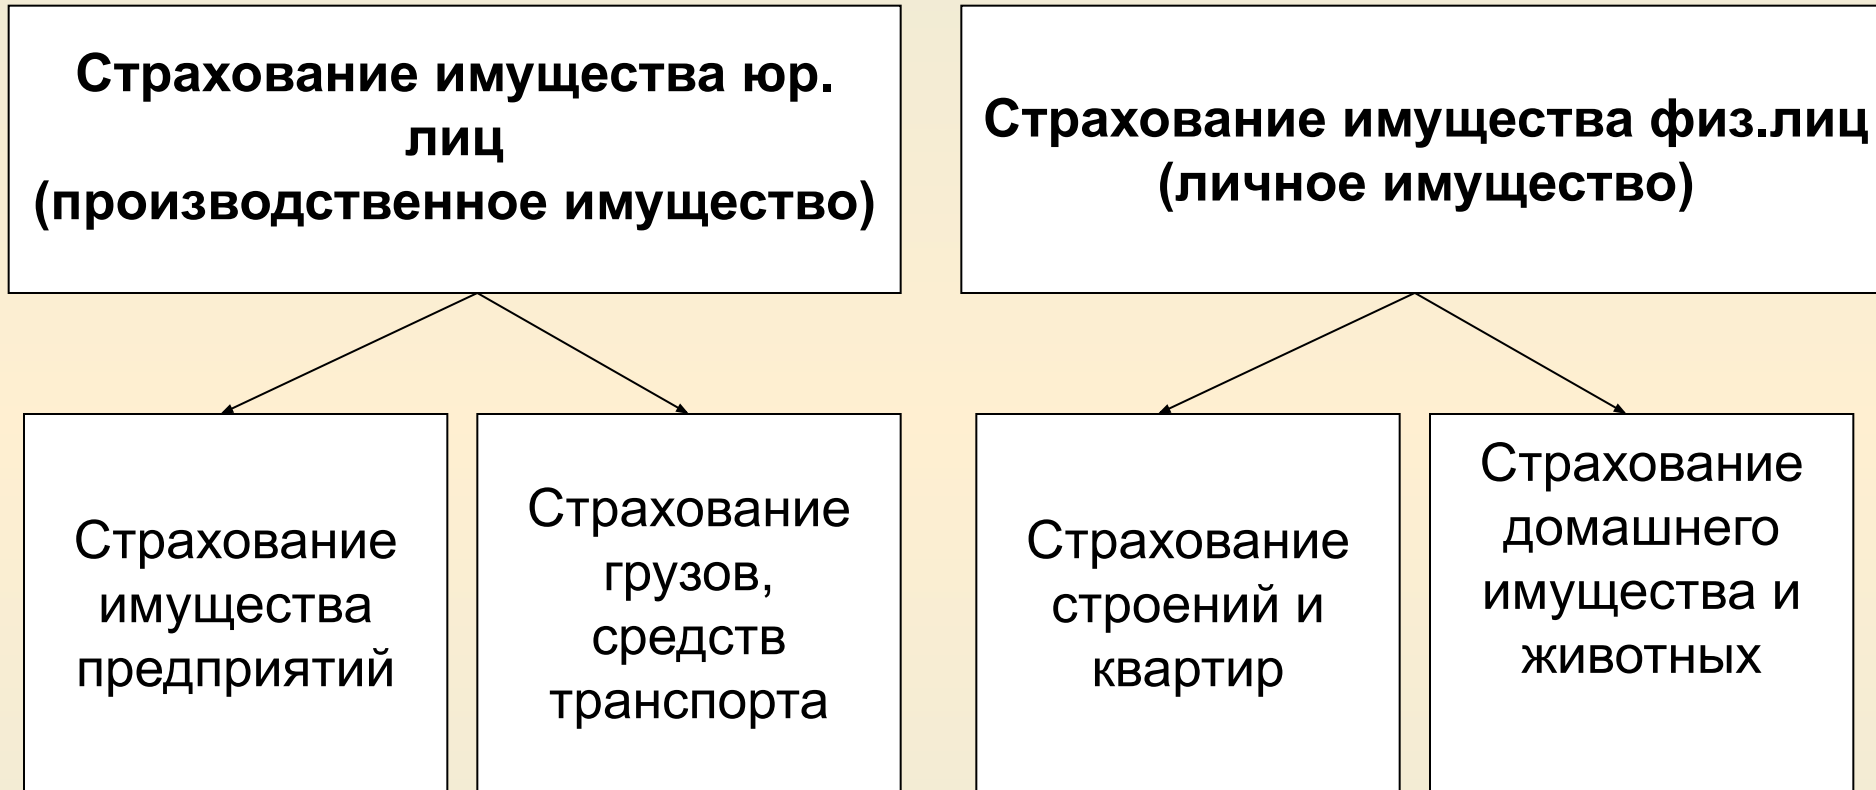 Страхование имущества юр.
лиц
(производственное имущество)
Страхование имущества физ.лиц
(личное имущество)
Страхование
имущества
предприятий
Страхование
грузов,
средств
транспорта
Страхование
строений и
квартир
Страхование
домашнего
имущества и
животных